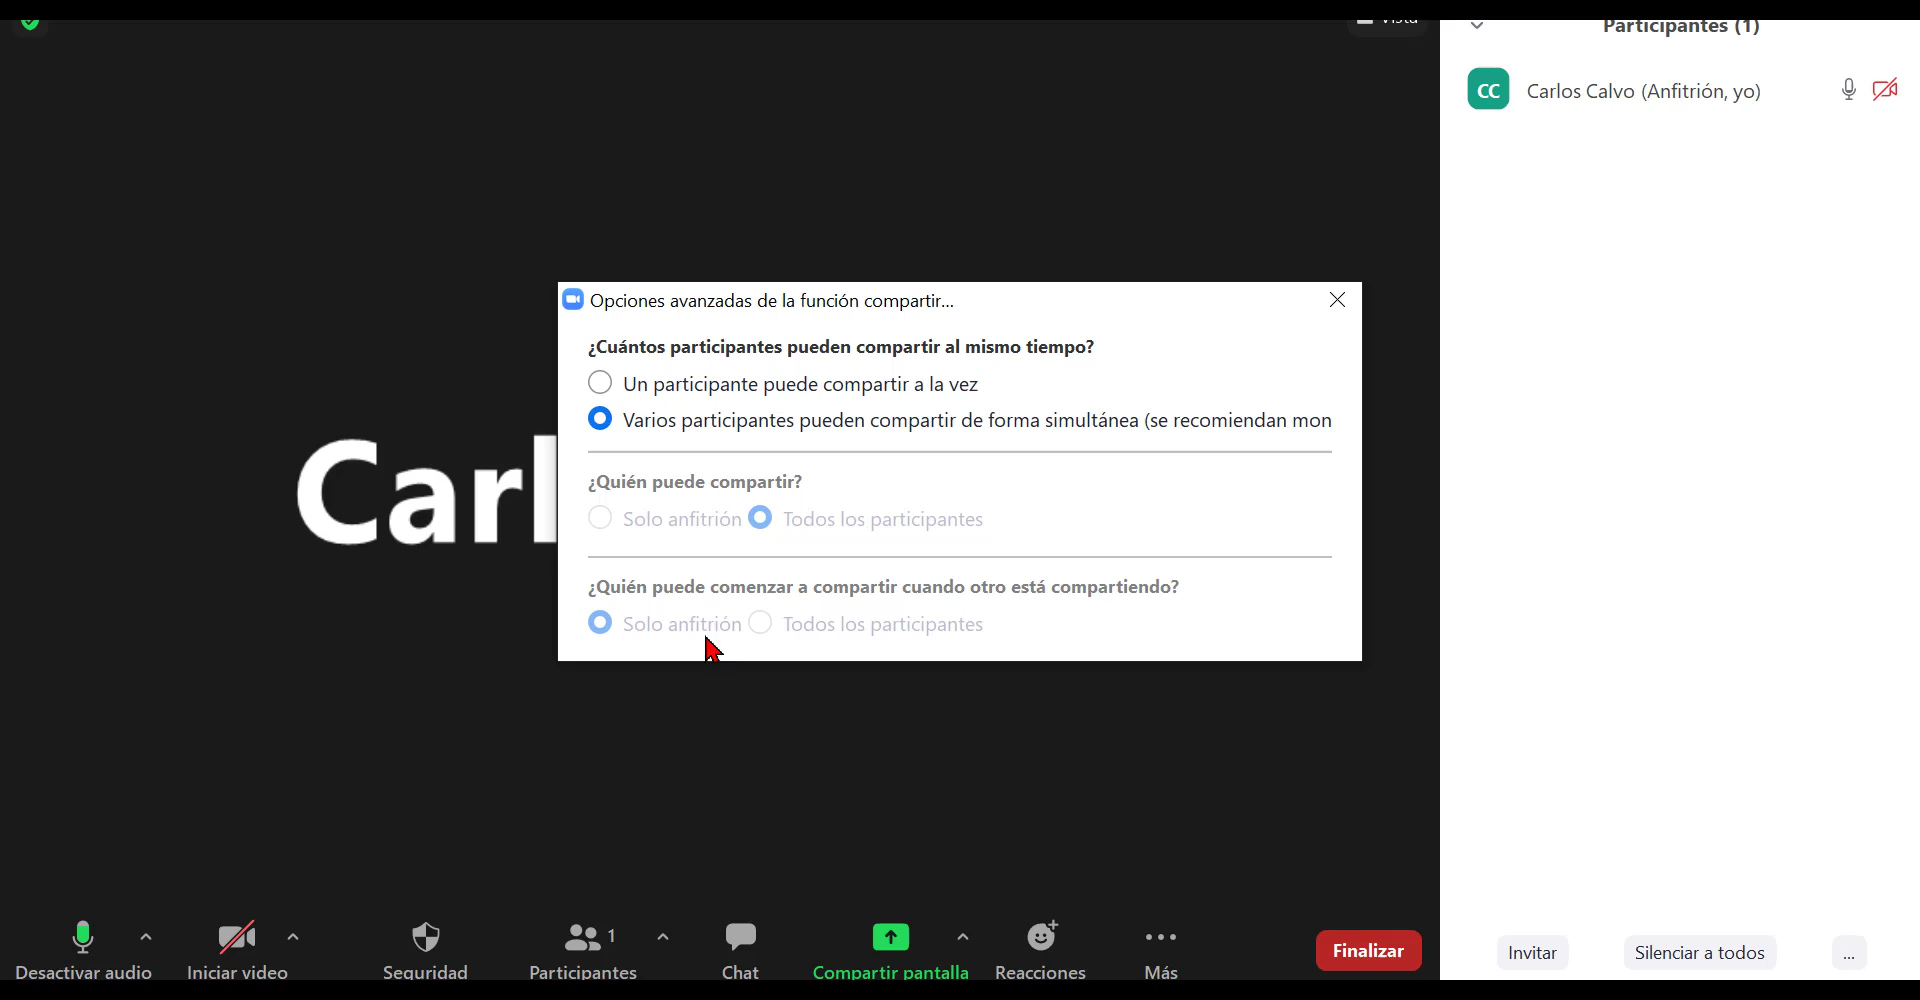 Vista
Participantes (1)
CC Carlos Calvo (Anfitrión, yo)
Opciones avanzadas de la función compartir...
¿Cuántos participantes pueden compartir al mismo tiempo?
Un participante puede compartir a la vez
Varios participantes pueden compartir de forma simultánea (se recomiendan mon
Carl
¿Quién puede compartir?
Solo anfitrión Todos los participantes
¿Quién puede comenzar a compartir cuando otro está compartiendo?
Solo anfitrión Todos los participantes
1
Desactivar audio Iniciar video Seguridad Participantes Chat Compartir pantalla Reacciones Más
Finalizar
Invitar Silenciar a todos ...